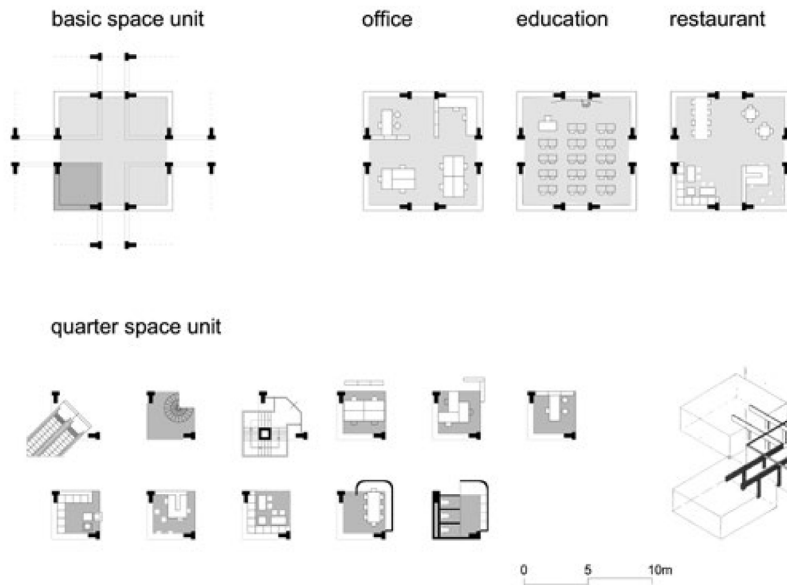 basic space unit
office
education
restaurant
quarter space unit
0
5
10m